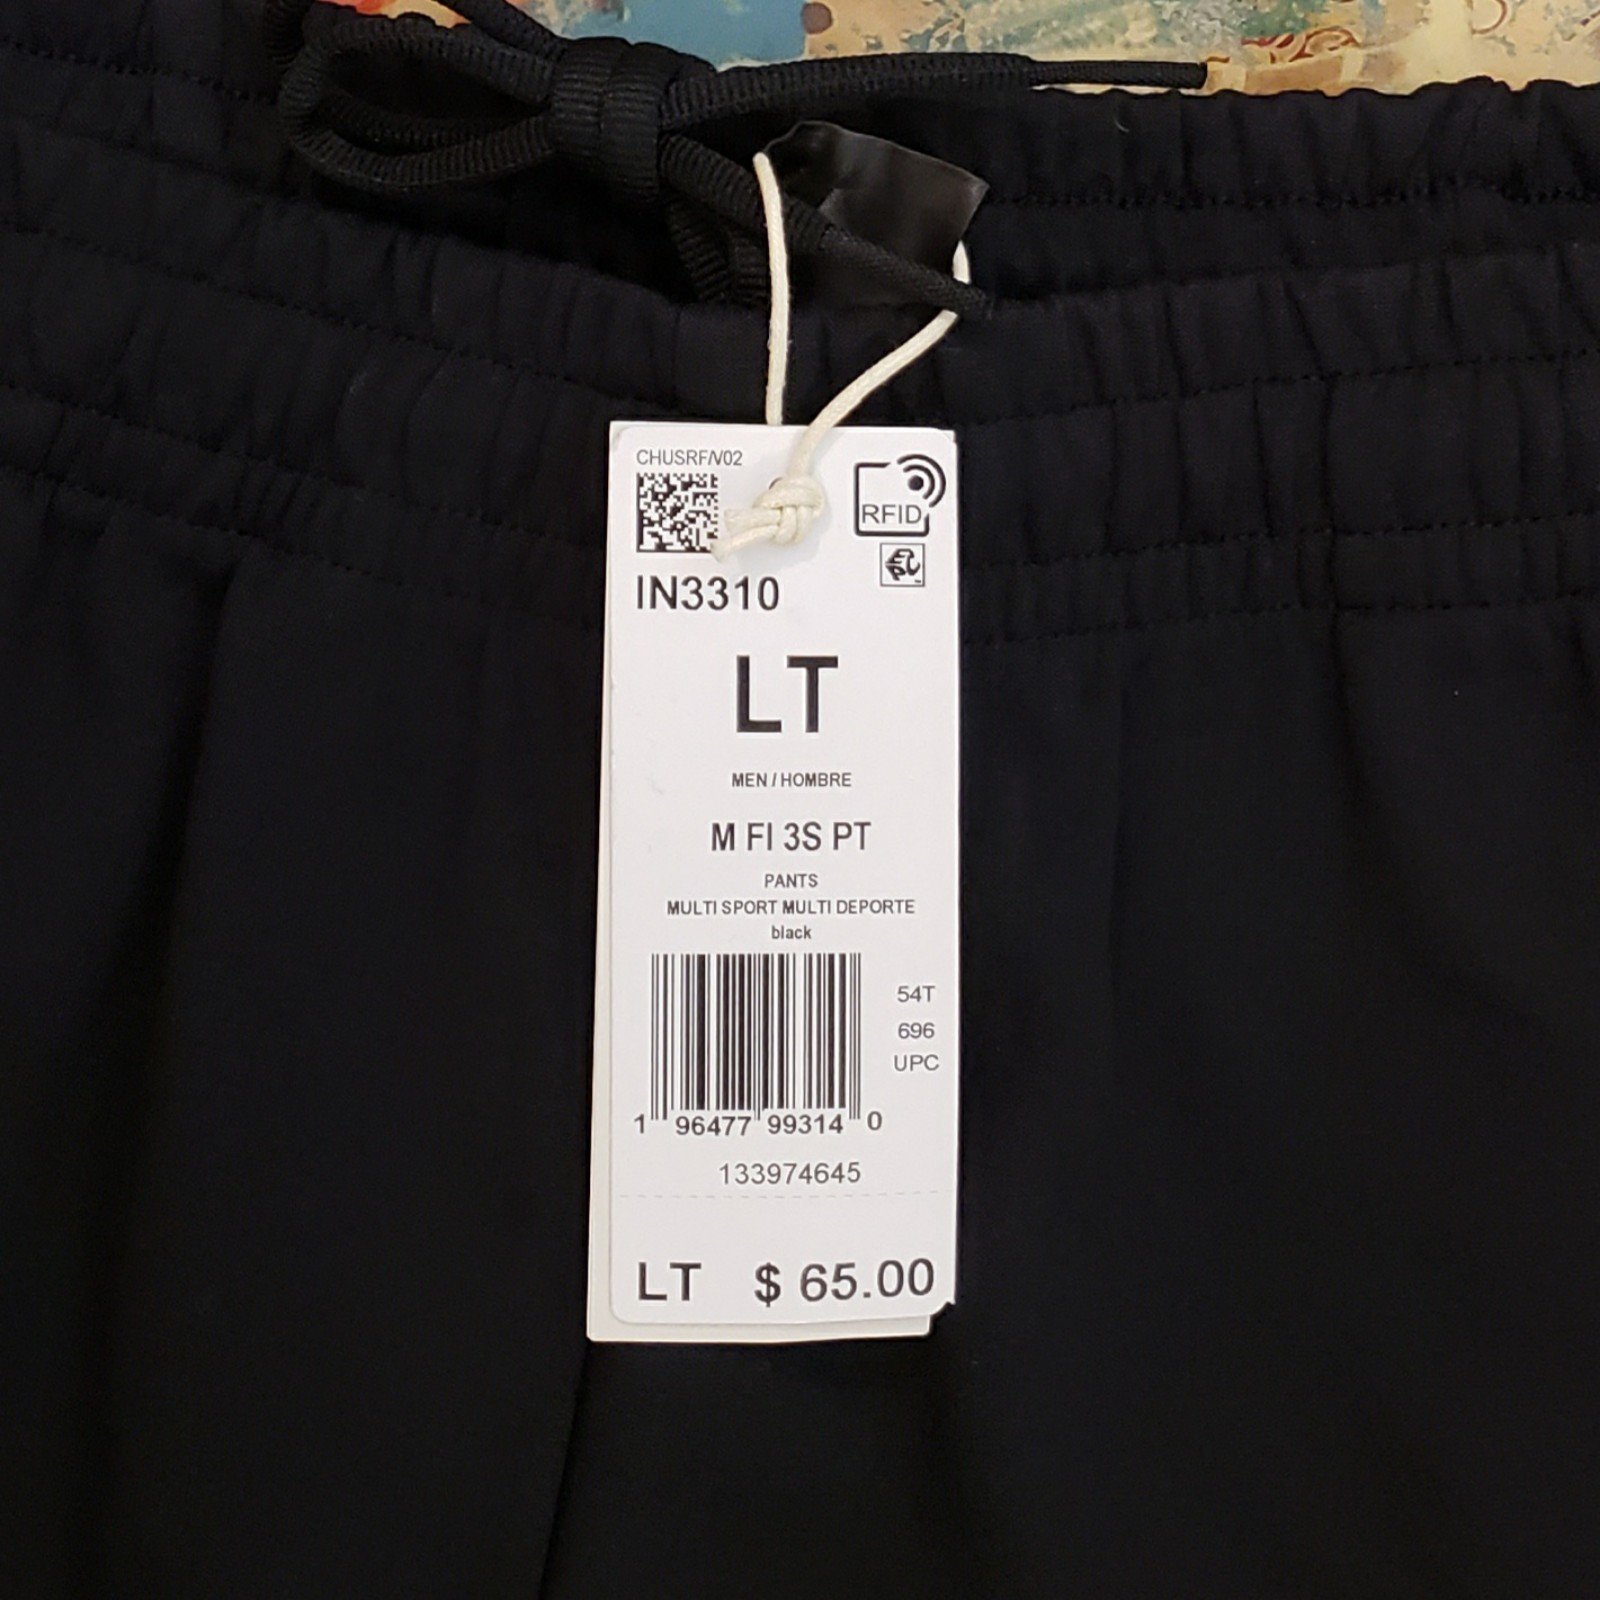 CHUSRF/V02
RFID
IN3310
LT
MEN / HOMBRE
M FI 3S PT
PANTS
MULTI SPORT MULTI DEPORTE
black
54T
696
UPC
1 96477 99314 0
133974645
LT $ 65.00